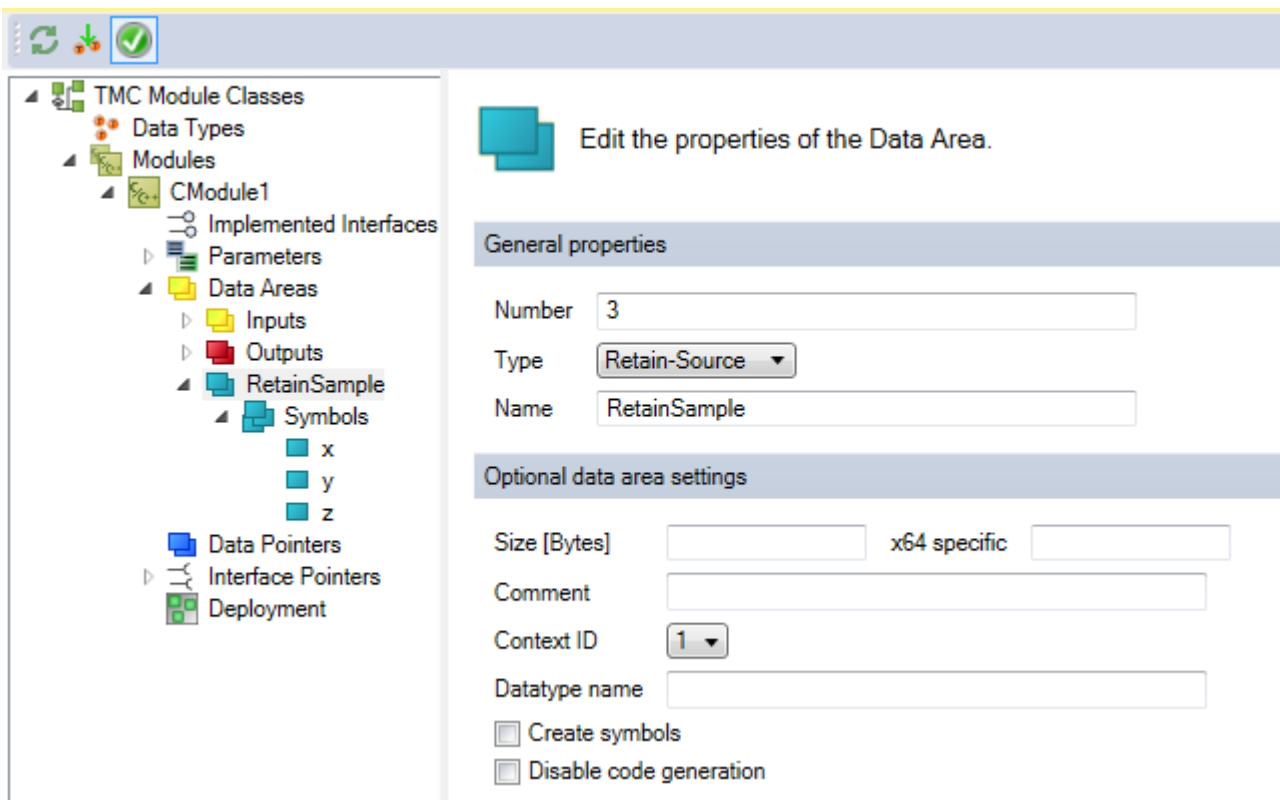 TMC Module Classes
Data Types
Modules
CModule1
Implemented Interfaces
Parameters
Data Areas
Inputs
Outputs
RetainSample
Symbols
x
y
z
Data Pointers
Interface Pointers
Deployment
Edit the properties of the Data Area.
General properties
Number 3
Type Retain-Source
Name RetainSample
Optional data area settings
Size [Bytes] x64 specific
Comment
Context ID 1
Datatype name
Create symbols
Disable code generation